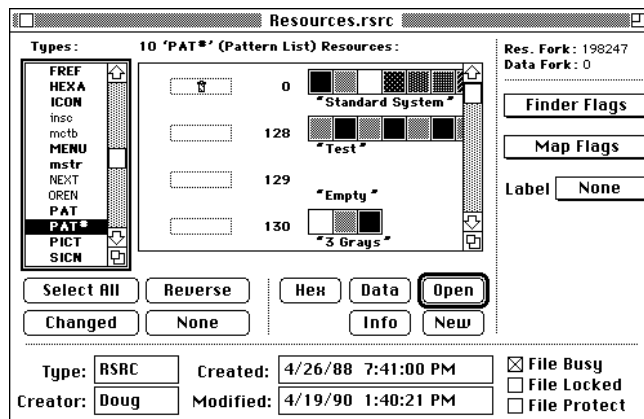 Resources.rsrc
Types:
10 'PAT#' (Pattern List) Resources:
Res. Fork: 198247
Data Fork: 0
FREF
HEXA
ICON
insc
mctb
MENU
mstr
NEXT
OREN
PAT
PAT#
PICT
SICN
0
"Standard System"
128
"Test"
129
"Empty"
130
"3 Grays"
Finder Flags
Map Flags
Label None
Select All Reverse Hex Data Open
Changed None Info New
Type: RSRC Created: 4/26/88 7:41:00 PM
Creator: Doug Modified: 4/19/90 1:40:21 PM
File Busy
File Locked
File Protect